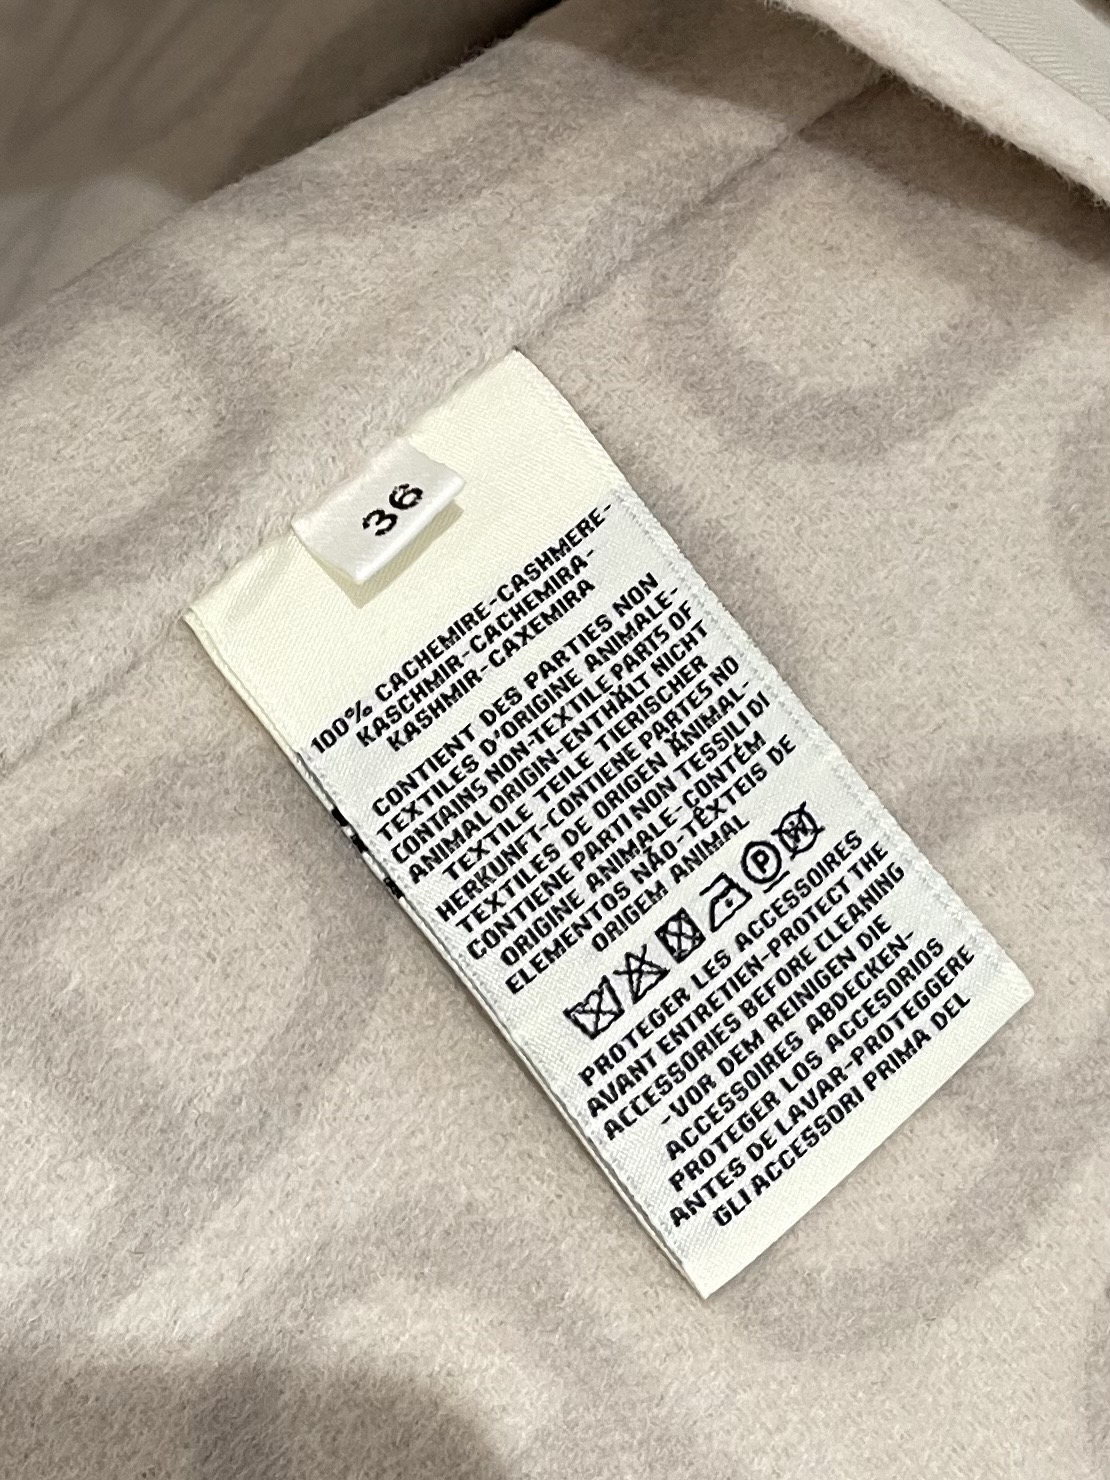 36
100% CACHEMIRE-CASHMERE-
KASCHMIR-CACHEMIRA-
KASHMIR-CAXEMIRA
CONTIENT DES PARTIES NON
TEXTILES D'ORIGINE ANIMALE-
CONTAINS NON-TEXTILE PARTS OF
ANIMAL ORIGIN-ENTHÄLT NICHT
TEXTILE TEILE TIERISCHER
HERKUNFT-CONTIENE PARTES NO
TEXTILES DE ORIGEN ANIMAL-
CONTIENE PARTI NON TESSILI DI
ORIGINE ANIMALE-CONTÉM
ELEMENTOS NÃO-TÊXTEIS DE
ORIGEM ANIMAL
P W
PROTEGER LES ACCESSOIRES
AVANT ENTRETIEN-PROTECT THE
ACCESSORIES BEFORE CLEANING
-VOR DEM REINIGEN DIE
ACCESSOIRES ABDECKEN-
PROTEGER LOS ACCESORIOS
ANTES DE LAVAR-PROTEGGERE
GLI ACCESSORI PRIMA DEL